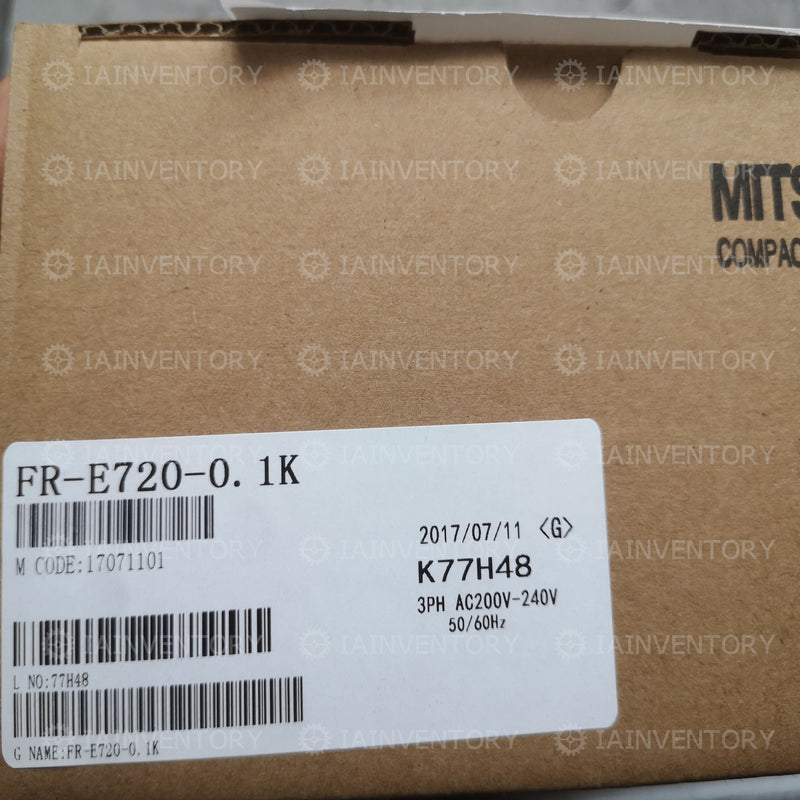 MITS
COMPAC
FR-E720-0.1K
M CODE:17071101
2017/07/11 <G>
K77H48
3PH AC200V-240V
50/60Hz
L NO:77H48
G NAME:FR-E720-0.1K
IAINVENTORY